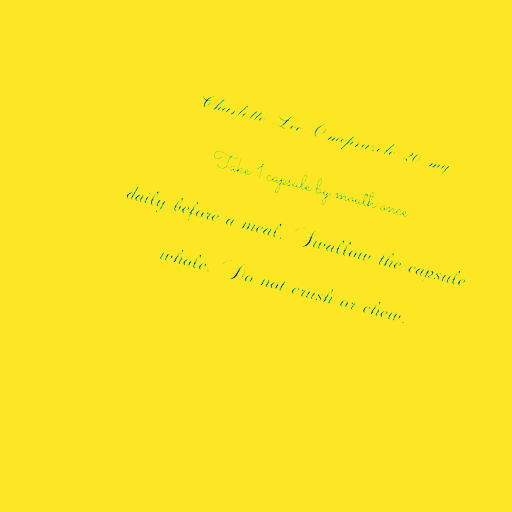 Charlotte Lee Omeprazole 20 mg
Take 1 capsule by mouth once
daily before a meal. Swallow the capsule
whole. Do not crush or chew.